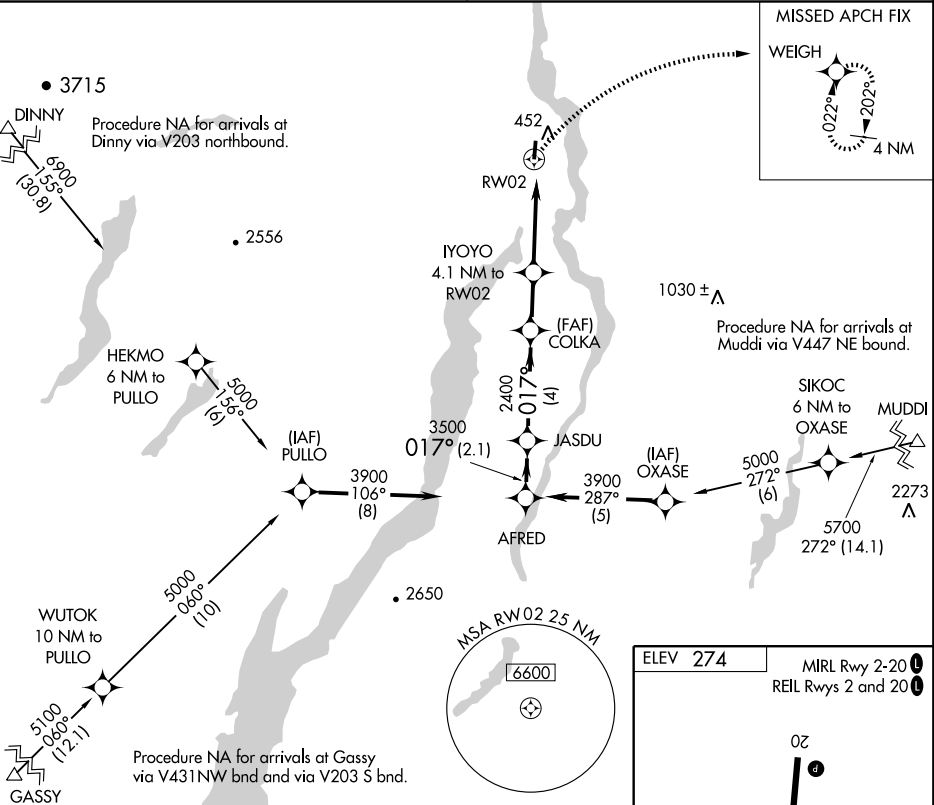 MISSED APCH FIX
WEIGH
022°
202°
4 NM
3715
DINNY
Procedure NA for arrivals at
Dinny via V203 northbound.
6900
155°
(30.8)
452
RW02
2556
IYOYO
4.1 NM to
RW02
1030 ±
(FAF)
COLKA
Procedure NA for arrivals at
Muddi via V447 NE bound.
HEKMO
6 NM to
PULLO
5000
156°
(6)
2400
017°
(4)
SIKOC
6 NM to
OXASE
MUDDI
3500
017° (2.1)
JASDU
(IAF)
PULLO
(IAF)
OXASE
5000
272°
(6)
3900
106°
(8)
3900
287°
(5)
2273
5700
272° (14.1)
AFRED
5000
060°
(10)
2650
WUTOK
10 NM to
PULLO
MSA RW02 25 NM
6600
ELEV 274
MIRL Rwy 2-20 L
REIL Rwys 2 and 20 L
5100
060°
(12.1)
20
P
Procedure NA for arrivals at Gassy
via V431NW bnd and via V203 S bnd.
GASSY